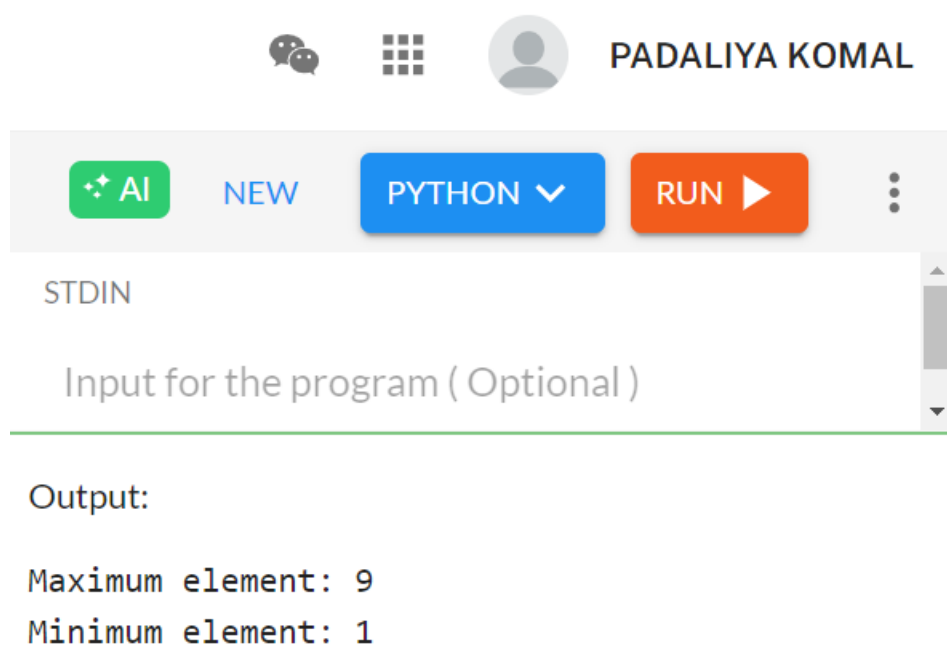 PADALIYA KOMAL
AI NEW PYTHON RUN
STDIN
Input for the program ( Optional )
Output:
Maximum element: 9
Minimum element: 1